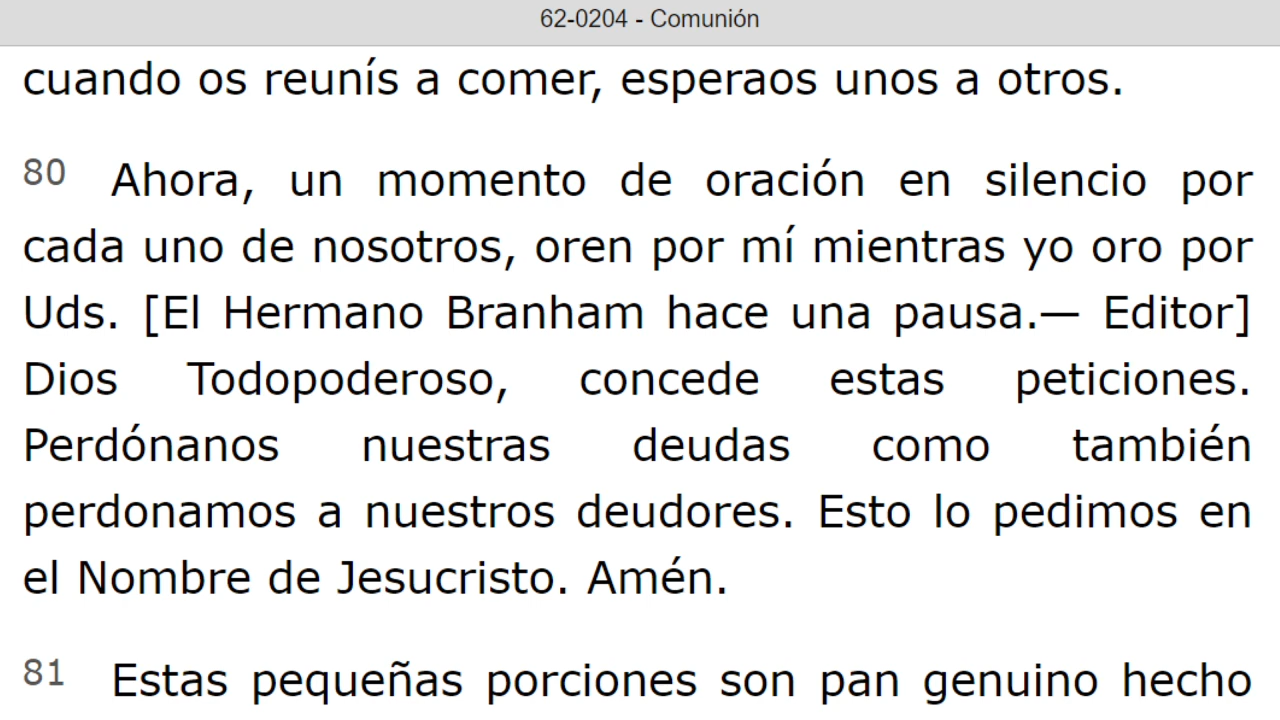 62-0204 - Comunión
cuando os reunís a comer, esperaos unos a otros.
80 Ahora, un momento de oración en silencio por
cada uno de nosotros, oren por mí mientras yo oro por
Uds. [El Hermano Branham hace una pausa.— Editor]
Dios Todopoderoso, concede estas peticiones.
Perdónanos nuestras deudas como también
perdonamos a nuestros deudores. Esto lo pedimos en
el Nombre de Jesucristo. Amén.
81 Estas pequeñas porciones son pan genuino hecho